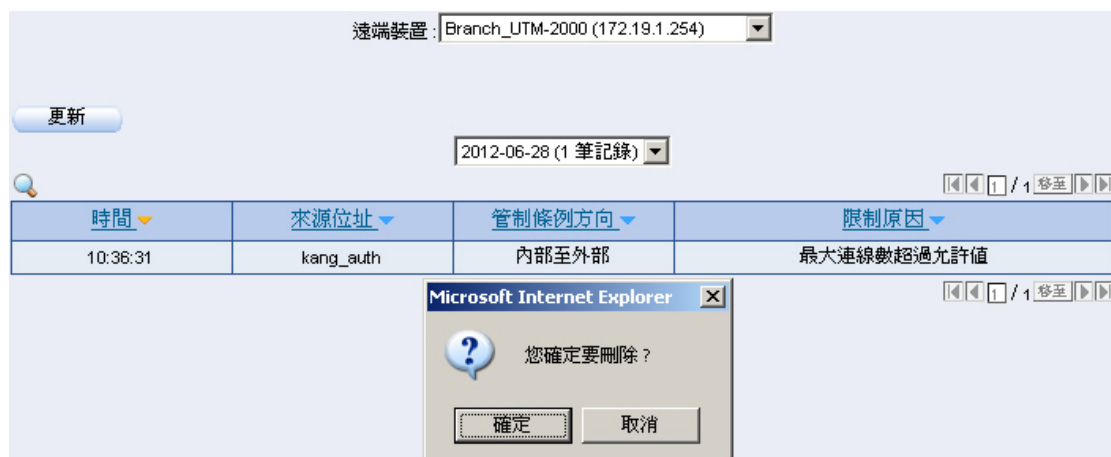 遠端裝置 : Branch_UTM-2000 (172.19.1.254)
更新
2012-06-28 (1 筆記錄)
1 / 1 移至
時間 來源位址 管制條例方向 限制原因
10:36:31 kang_auth 內部至外部 最大連線數超過允許值
1 / 1 移至
Microsoft Internet Explorer
您確定要刪除？
確定 取消